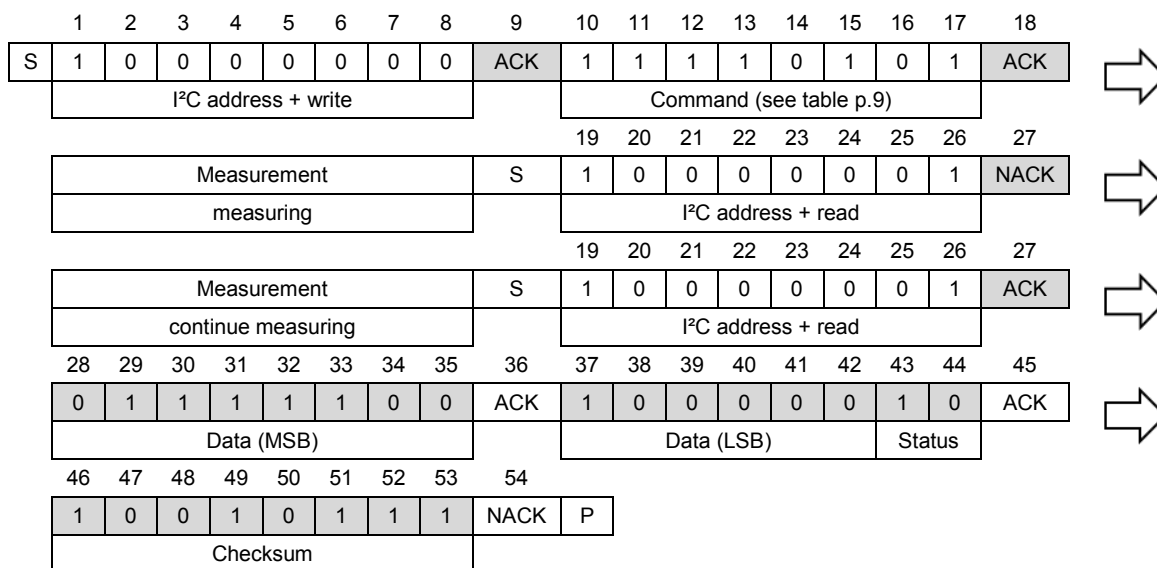 1 2 3 4 5 6 7 8 9 10 11 12 13 14 15 16 17 18
S 1 0 0 0 0 0 0 0 ACK 1 1 1 1 0 1 0 1 ACK
I²C address + write Command (see table p.9)
19 20 21 22 23 24 25 26 27
Measurement S 1 0 0 0 0 0 0 1 NACK
measuring I²C address + read
19 20 21 22 23 24 25 26 27
Measurement S 1 0 0 0 0 0 0 1 ACK
continue measuring I²C address + read
28 29 30 31 32 33 34 35 36 37 38 39 40 41 42 43 44 45
0 1 1 1 1 1 0 0 ACK 1 0 0 0 0 0 1 0 ACK
Data (MSB) Data (LSB) Status
46 47 48 49 50 51 52 53 54
1 0 0 1 0 1 1 1 NACK P
Checksum